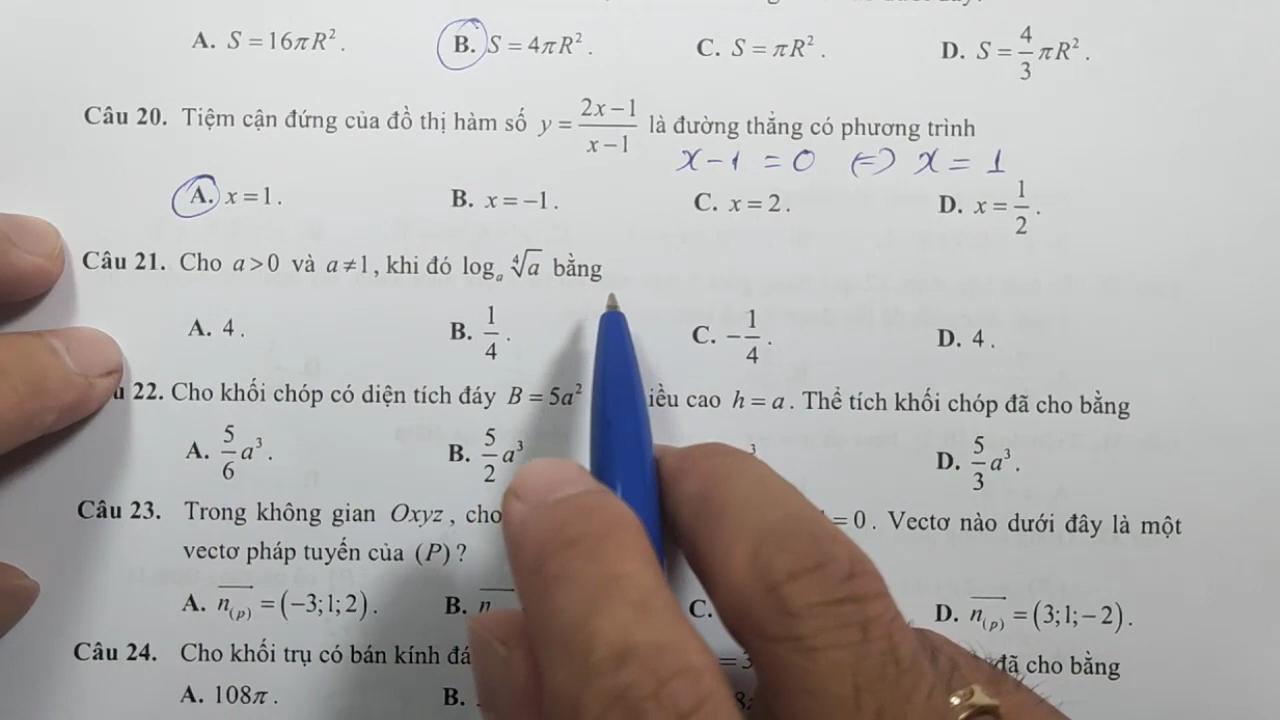 A. S = 16πR². B. S = 4πR². C. S = πR². D. S = 4/3 πR².
Câu 20. Tiệm cận đứng của đồ thị hàm số y = (2x−1)/(x−1) là đường thẳng có phương trình
x − 1 = 0 (=) x = 1
A. x = 1. B. x = −1. C. x = 2. D. x = 1/2.
Câu 21. Cho a > 0 và a ≠ 1, khi đó logₐ ∜a bằng
A. 4. B. 1/4. C. −1/4. D. 4.
22. Cho khối chóp có diện tích đáy B = 5a² cao h = a. Thể tích khối chóp đã cho bằng
A. 5/6 a³. B. 5/2 a³ D. 5/3 a³.
Câu 23. Trong không gian Oxyz, cho = 0. Vectơ nào dưới đây là một
vectơ pháp tuyến của (P)?
A. n₍ₚ₎ = (−3;1;2). B. n C. D. n₍ₚ₎ = (3;1;−2).
Câu 24. Cho khối trụ có bán kính đã cho bằng
A. 108π. B.